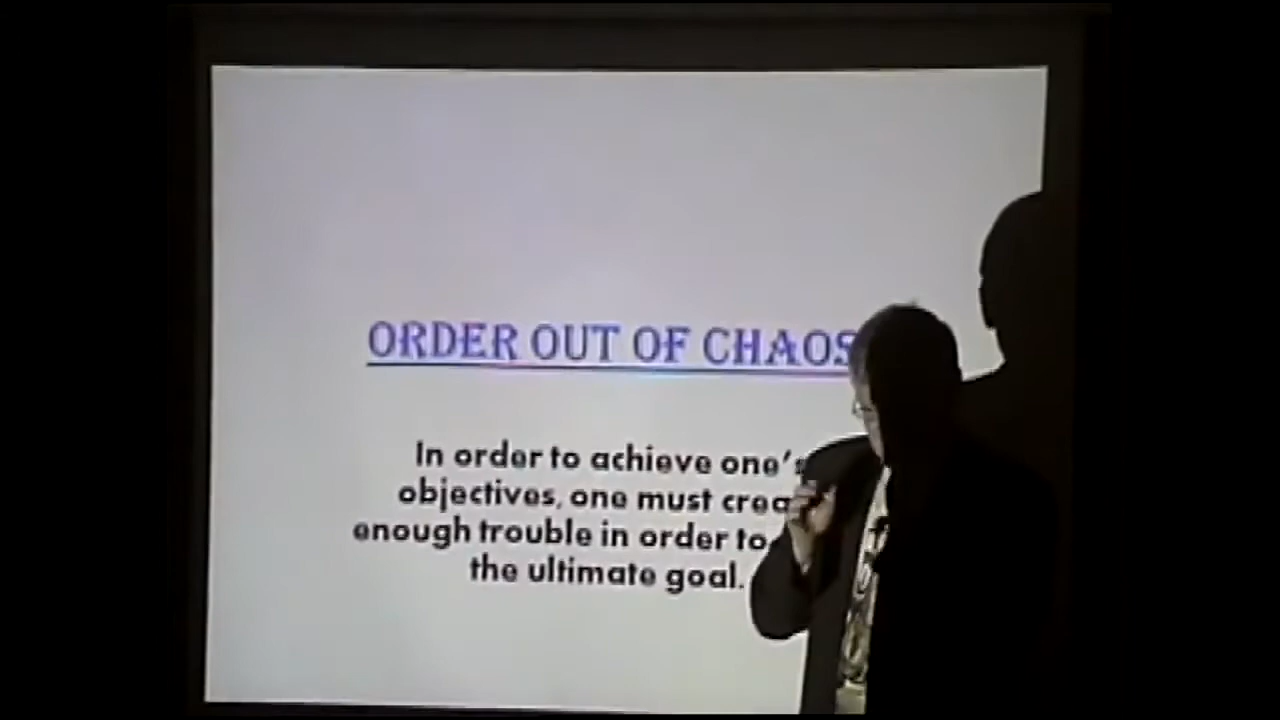 ORDER OUT OF CHAOS
In order to achieve one's
objectives, one must
enough trouble in order to
the ultimate goal.